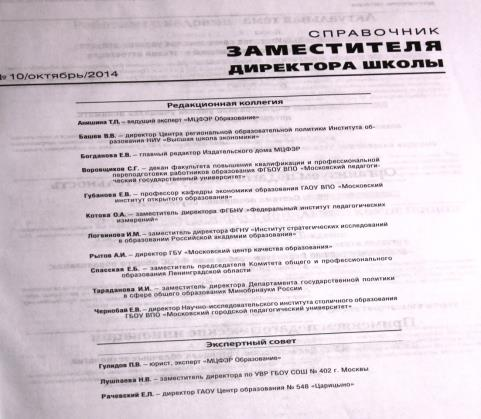 СПРАВОЧНИК
ЗАМЕСТИТЕЛЯ
ДИРЕКТОРА ШКОЛЫ
№ 10/октябрь/2014
Редакционная коллегия
Анишина Т.Л. – ведущий эксперт «МЦФЭР Образование»
Башев В.В. – директор Центра региональной образовательной политики Института об-
разования НИУ «Высшая школа экономики»
Богданова Е.В. – главный редактор Издательского дома МЦФЭР
Воровщиков С.Г. – декан факультета повышения квалификации и профессиональной
переподготовки работников образования ФГБОУ ВПО «Московский педагоги-
ческий государственный университет»
Губанова Е.В. – профессор кафедры экономики образования ГАОУ ВПО «Московский
институт открытого образования»
Котова О.А. – заместитель директора ФГБНУ «Федеральный институт педагогических
измерений»
Логвинова И.М. – заместитель директора ФГНУ «Институт стратегических исследований
в образовании Российской академии образования»
Рытов А.И. – директор ГБУ «Московский центр качества образования»
Спасская Е.Б. – заместитель председателя Комитета общего и профессионального
образования Ленинградской области
Тараданова И.И. – заместитель директора Департамента государственной политики
в сфере общего образования Минобрнауки России
Чернобай Е.В. – директор Научно-исследовательского института столичного образования
ГБОУ ВПО «Московский городской педагогический университет»
Экспертный совет
Гулидов П.В. – юрист, эксперт «МЦФЭР Образование»
Лушпаева Н.В. – заместитель директора по УВР ГБОУ СОШ № 402 г. Москвы
Рачевский Е.Л. – директор ГАОУ Центр образования № 548 «Царицыно»